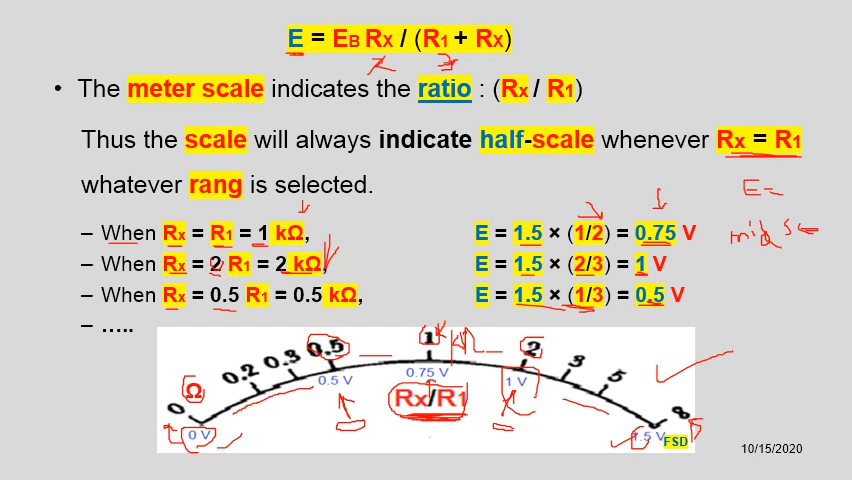 E = EB RX / (R1 + RX)
• The meter scale indicates the ratio : (Rx / R1)
Thus the scale will always indicate half-scale whenever Rx = R1
whatever rang is selected.
E =
mid
– When Rx = R1 = 1 kΩ, E = 1.5 × (1/2) = 0.75 V
– When Rx = 2 R1 = 2 kΩ, E = 1.5 × (2/3) = 1 V
– When Rx = 0.5 R1 = 0.5 kΩ, E = 1.5 × (1/3) = 0.5 V
– …..
0 Ω 0.2 0.3 0.5 1 2 3 5 ∞
0 V 0.5 V 0.75 V 1 V 1.5 V FSD
Rx/R1
10/15/2020